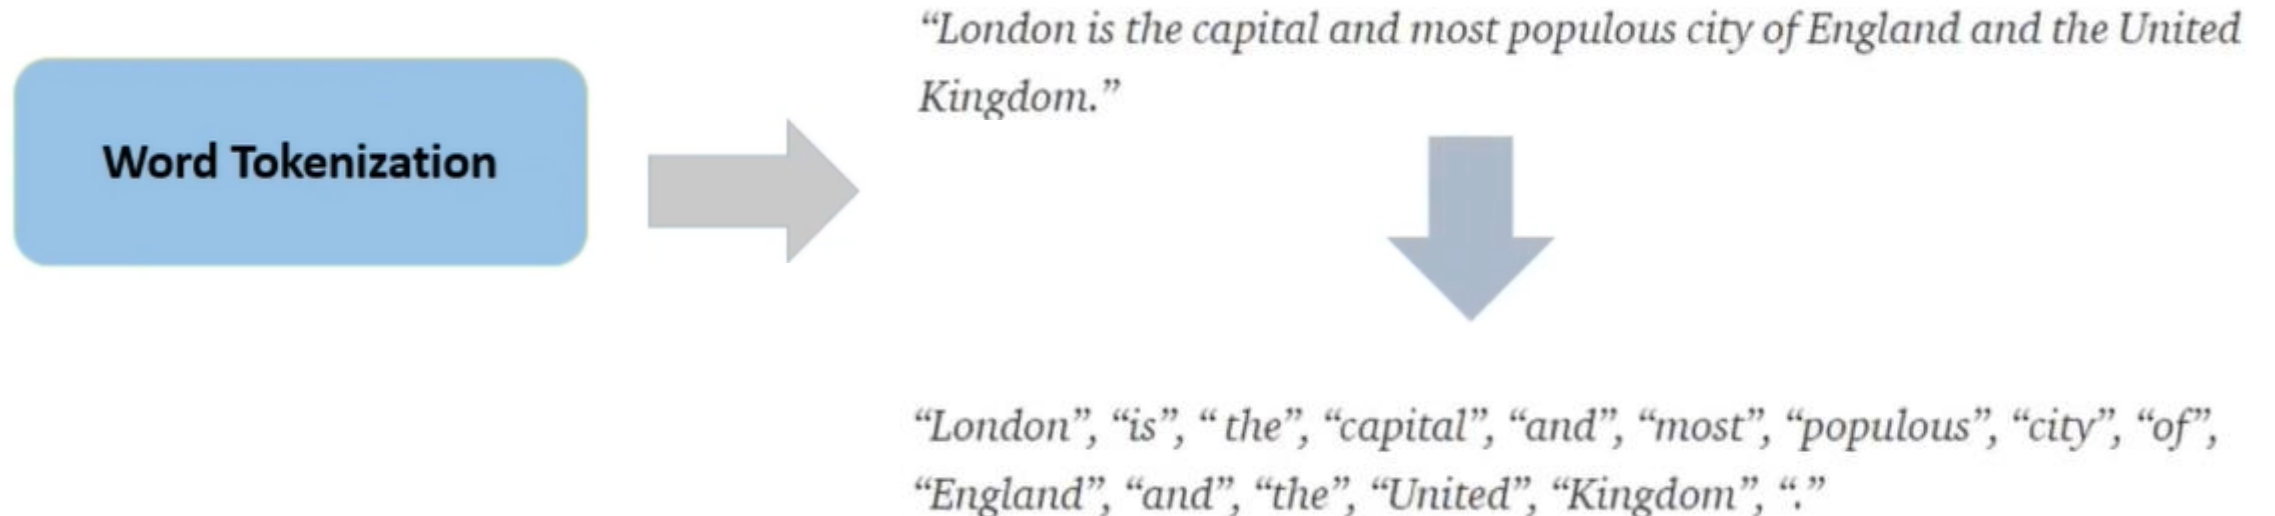 Word Tokenization
“London is the capital and most populous city of England and the United
Kingdom.”
“London”, “is”, “ the”, “capital”, “and”, “most”, “populous”, “city”, “of”,
“England”, “and”, “the”, “United”, “Kingdom”, “.”